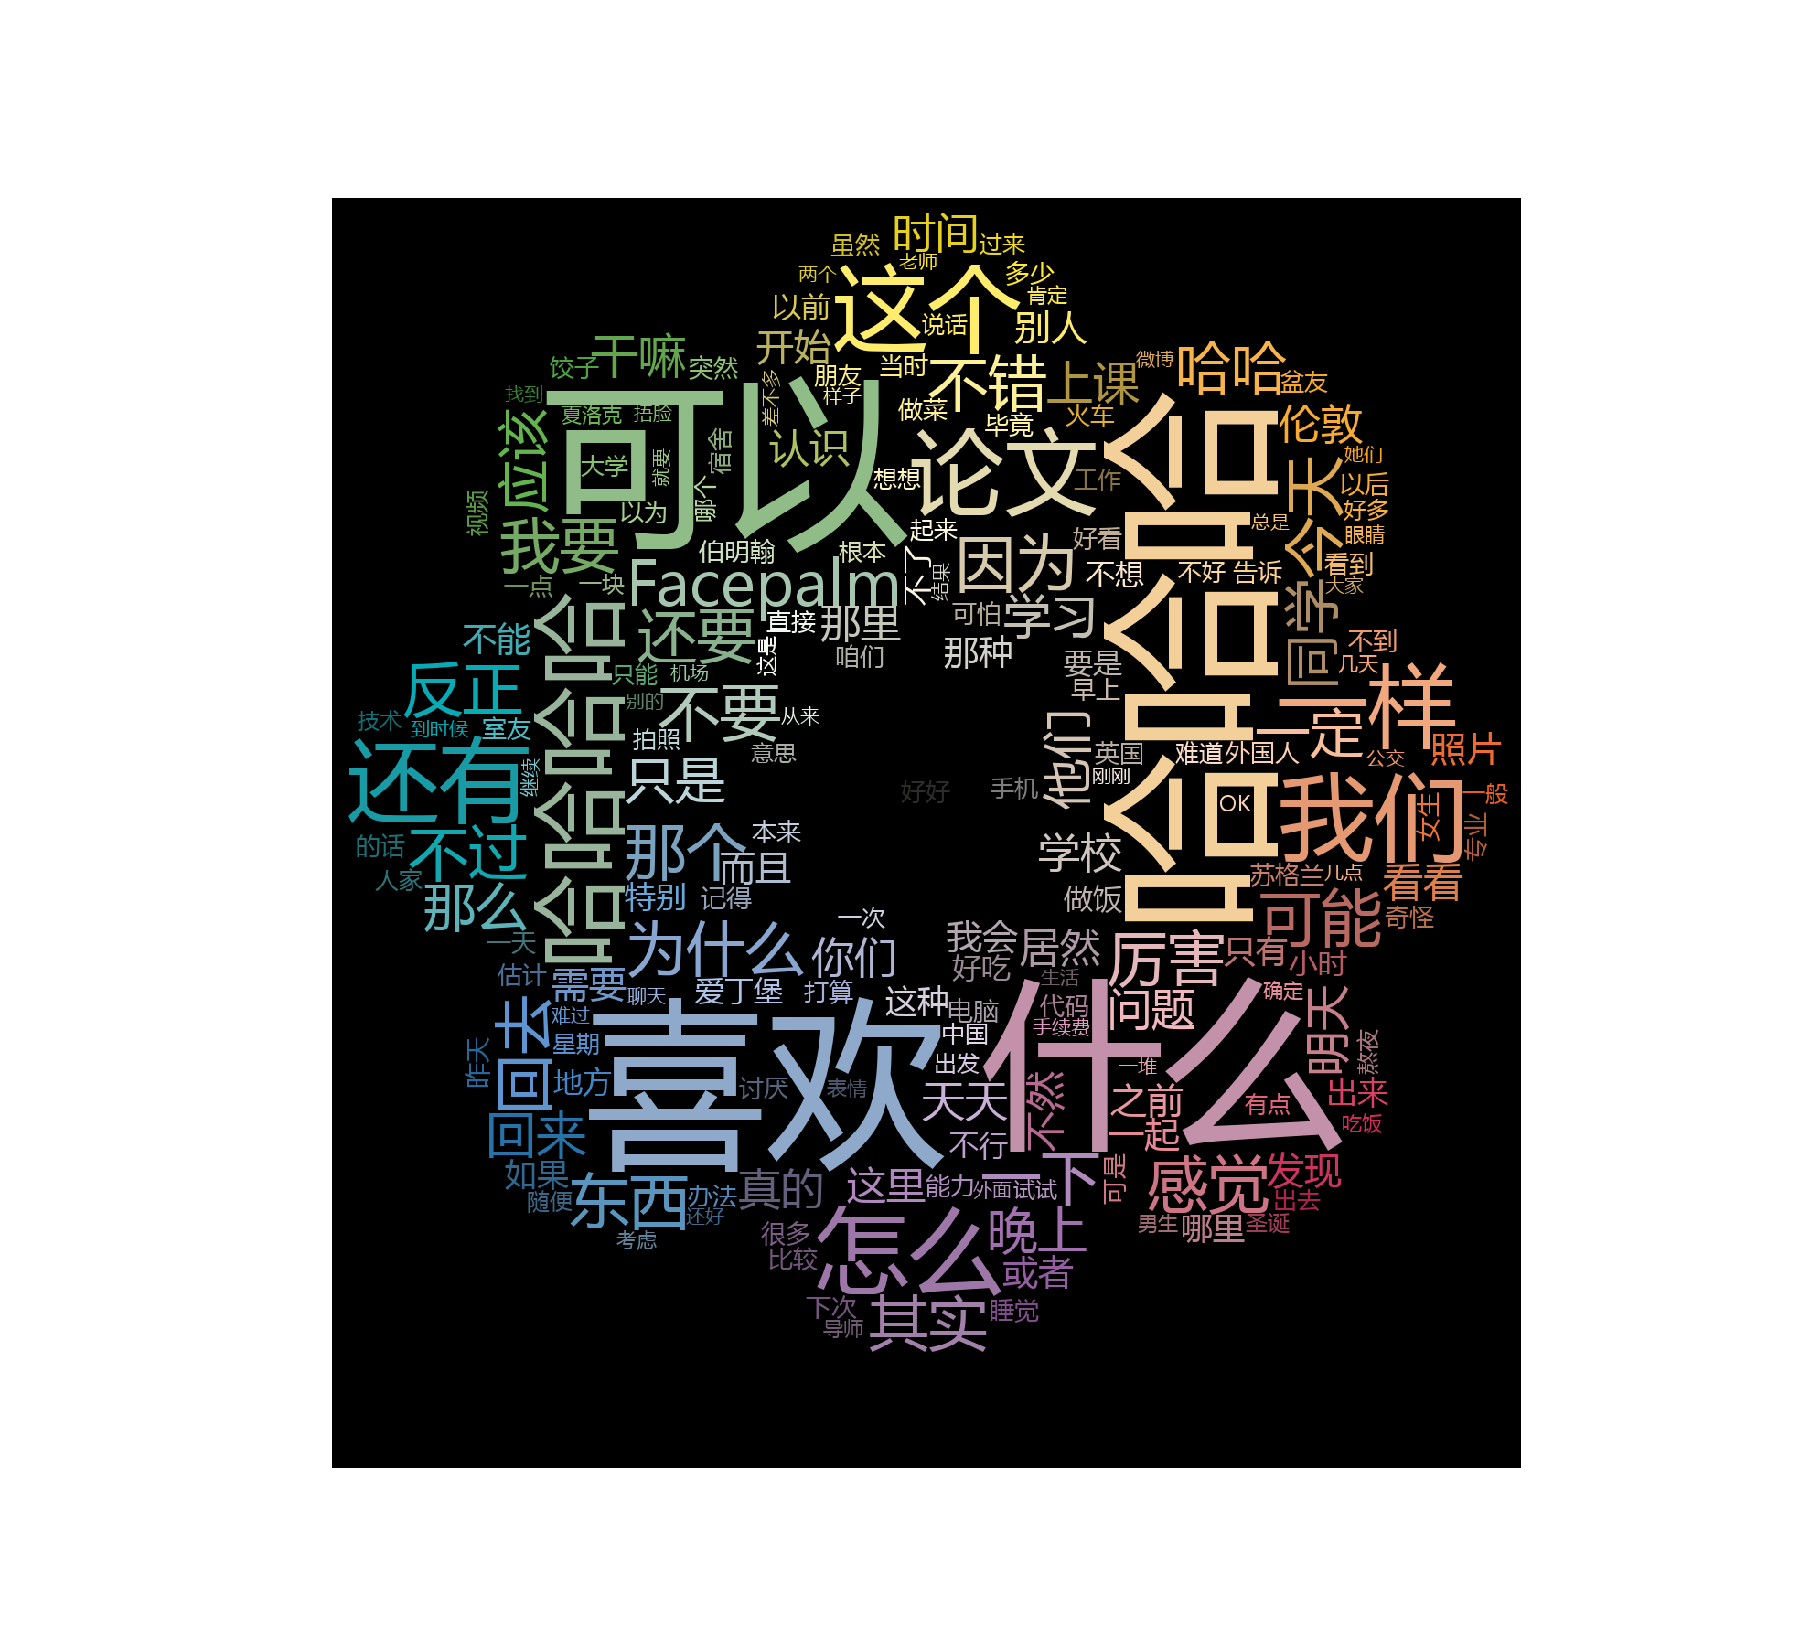 时间
虽然
过来
老师
两个
这个
多少
以前
肯定
说话
别人
开始
干嘛
饺子
突然
当时
不错
上课
微博
哈哈
盆友
朋友
样子
差不多
找到
可以
夏洛克
捂脸
做菜
毕竟
火车
哈哈哈
伦敦
应该
大学
就要
宿舍
认识
论文
想想
工作
今天
她们
以后
好多
视频
以为
哪个
起来
总是
眼睛
我要
伯明翰
根本
因为
好看
看到
一点
一块
Facepalm
不了
结果
不想
不好
告诉
大家
哈哈哈哈
还要
直接
那里
可怕
学习
同学
不能
这是
咱们
那种
要是
不到
几天
反正
只能
机场
早上
一样
别的
不要
从来
技术
到时候
室友
拍照
意思
他们
英国
难道
外国人
一定
公交
照片
还有
继续
只是
好好
手机
刚刚
OK
我们
女生
一般
的话
不过
那个
本来
而且
学校
专业
人家
苏格兰
几点
看看
那么
特别
记得
做饭
可能
奇怪
一天
为什么
一次
你们
我会
居然
厉害
只有
估计
需要
聊天
爱丁堡
打算
好吃
生活
小时
回去
难过
这种
电脑
代码
问题
确定
明天
星期
喜欢
中国
手续费
什么
昨天
地方
出发
一堆
熬夜
讨厌
表情
天天
不然
之前
有点
出来
回来
不行
一起
吃饭
如果
东西
办法
真的
这里
能力
外面
试试
一下
可是
感觉
发现
随便
还好
出去
考虑
很多
怎么
晚上
男生
哪里
圣诞
比较
或者
下次
导师
其实
睡觉